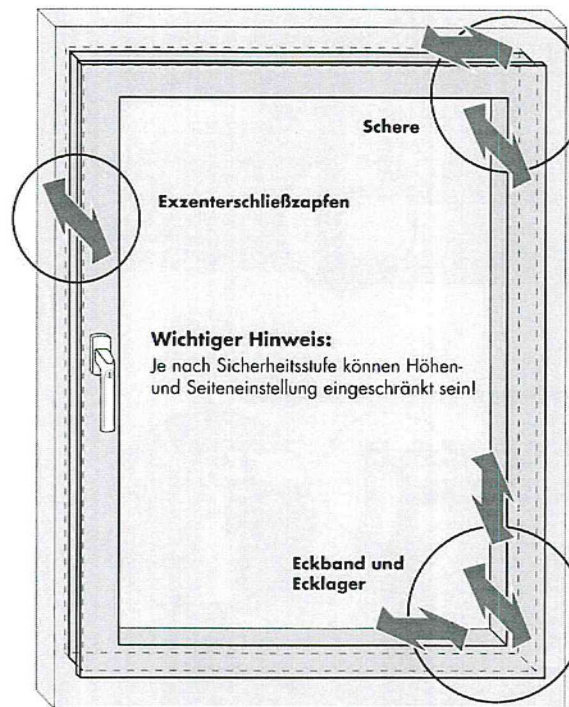 Schere
Exzenterschließzapfen
Wichtiger Hinweis:
Je nach Sicherheitsstufe können Höhen-
und Seiteneinstellung eingeschränkt sein!
Eckband und
Ecklager